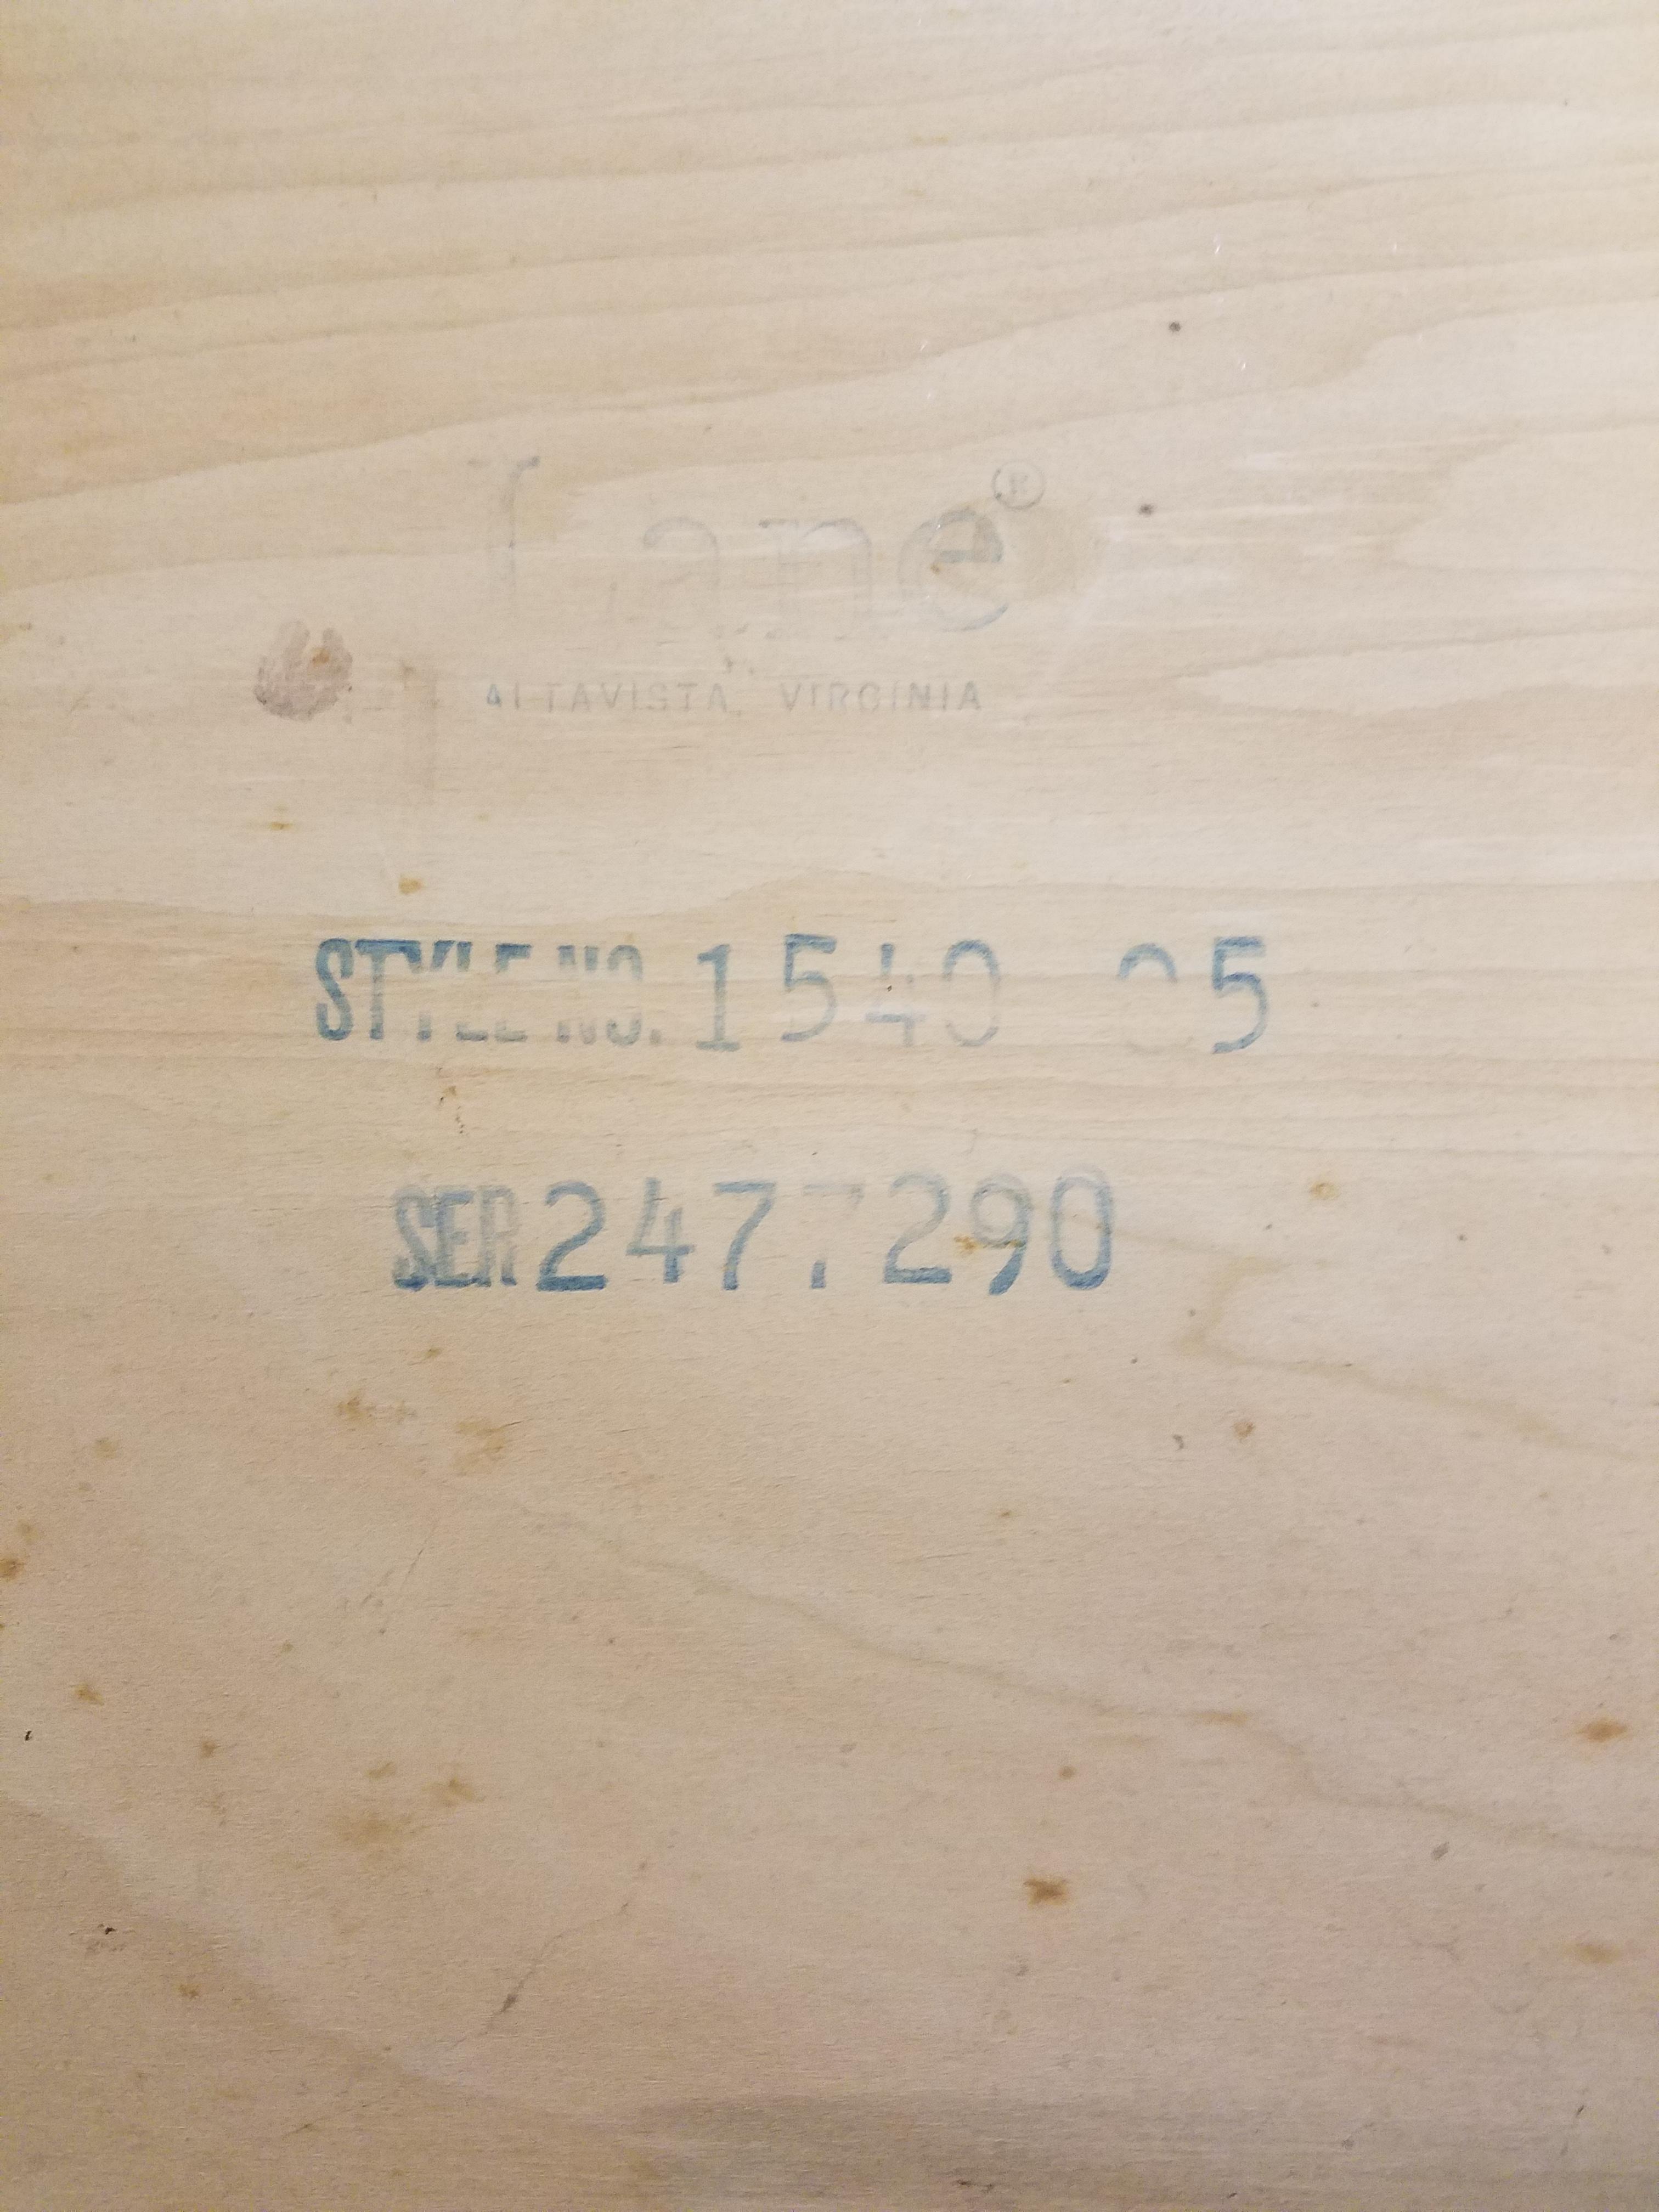 Lane®
ALTAVISTA, VIRGINIA
STYLE NO. 1540 05
SER 2477290